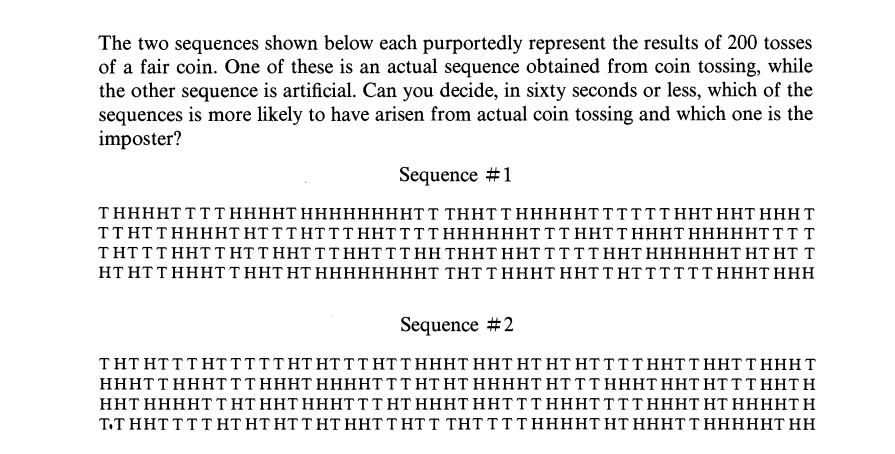 The two sequences shown below each purportedly represent the results of 200 tosses
of a fair coin. One of these is an actual sequence obtained from coin tossing, while
the other sequence is artificial. Can you decide, in sixty seconds or less, which of the
sequences is more likely to have arisen from actual coin tossing and which one is the
imposter?
Sequence #1
THHHHTTTTHHHHTHHHHHHHHTTTHHTTHHHHHTTTTTTHHTHHTHHHT
TTHTTHHHHTHTTTHTTTHHTTTTHHHHHHTTTHHTTHHHTHHHHHTTTT
THTTTHHTTHTTHHTTTHHTTTHHTHHTHHTTTTTHHTHHHHHHTHTHTT
HTHTTHHHTTHHTHTHHHHHHHHTTHTTHHHTHHTTHTTTTTTHHHTHHH
Sequence #2
THTHTTTHTTTTTHTHTTTHTTHHHTHHTHTHTHTTTTHHTTHHTTHHHT
HHHTTHHHTTTHHHTHHHHTTTHTHTHHHHTHTTTHHHTHHTHTTTHHTH
HHTHHHHTTHTHHTHHHTTTHTHHHTHHTTTHHHTTTTHHHTHTHHHHTH
TTHHTTTTHTHTHTTHTHHTTHTTTHTTTTHHHHTHTHHHTTHHHHHTHH